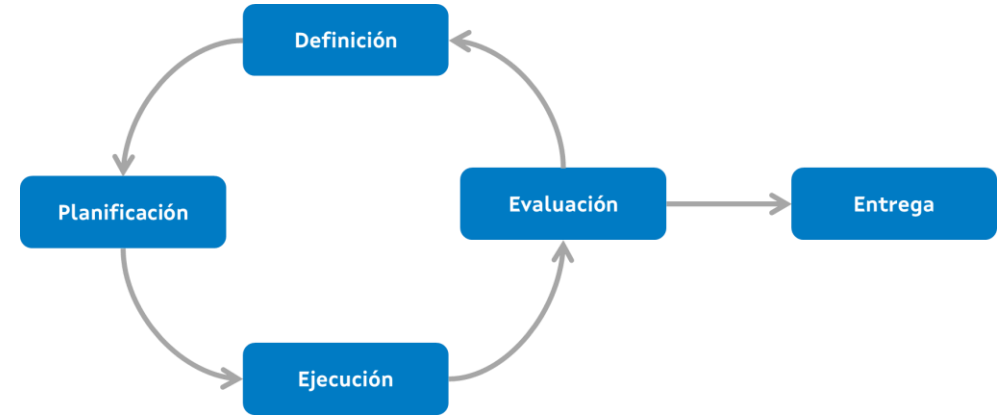 Definición
Planificación
Evaluación
Entrega
Ejecución